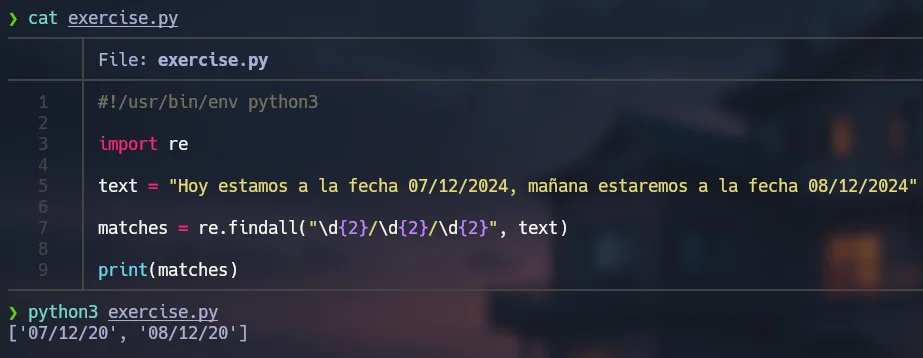 ❯ cat exercise.py
File: exercise.py
1 #!/usr/bin/env python3
2
3 import re
4
5 text = "Hoy estamos a la fecha 07/12/2024, mañana estaremos a la fecha 08/12/2024"
6
7 matches = re.findall("\d{2}/\d{2}/\d{2}", text)
8
9 print(matches)
❯ python3 exercise.py
['07/12/20', '08/12/20']